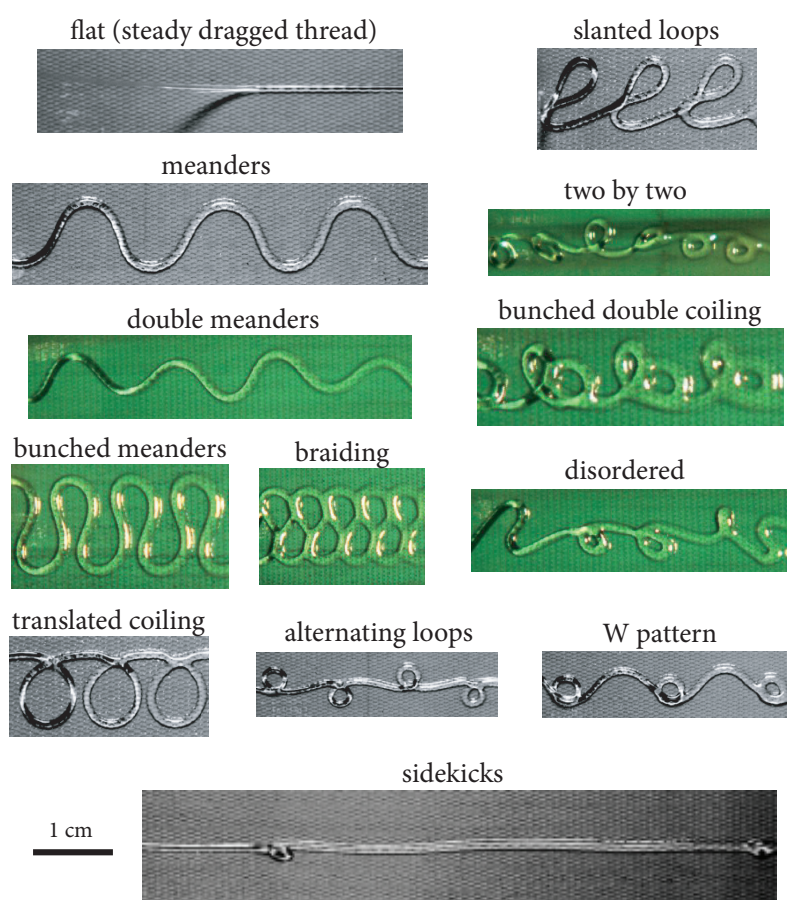 flat (steady dragged thread)
slanted loops
meanders
two by two
double meanders
bunched double coiling
bunched meanders
braiding
disordered
translated coiling
alternating loops
W pattern
sidekicks
1 cm